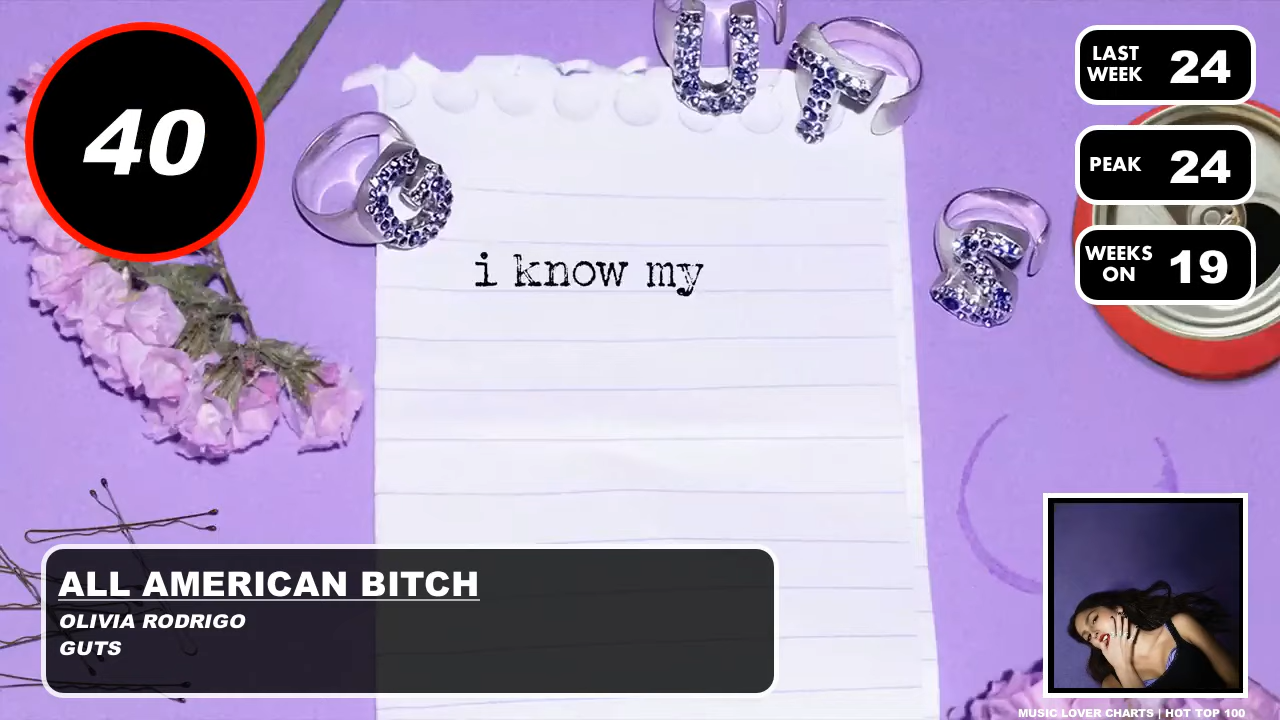 40
G U T S
LAST WEEK 24
PEAK 24
WEEKS ON 19
i know my
ALL AMERICAN BITCH
OLIVIA RODRIGO
GUTS
MUSIC LOVER CHARTS | HOT TOP 100